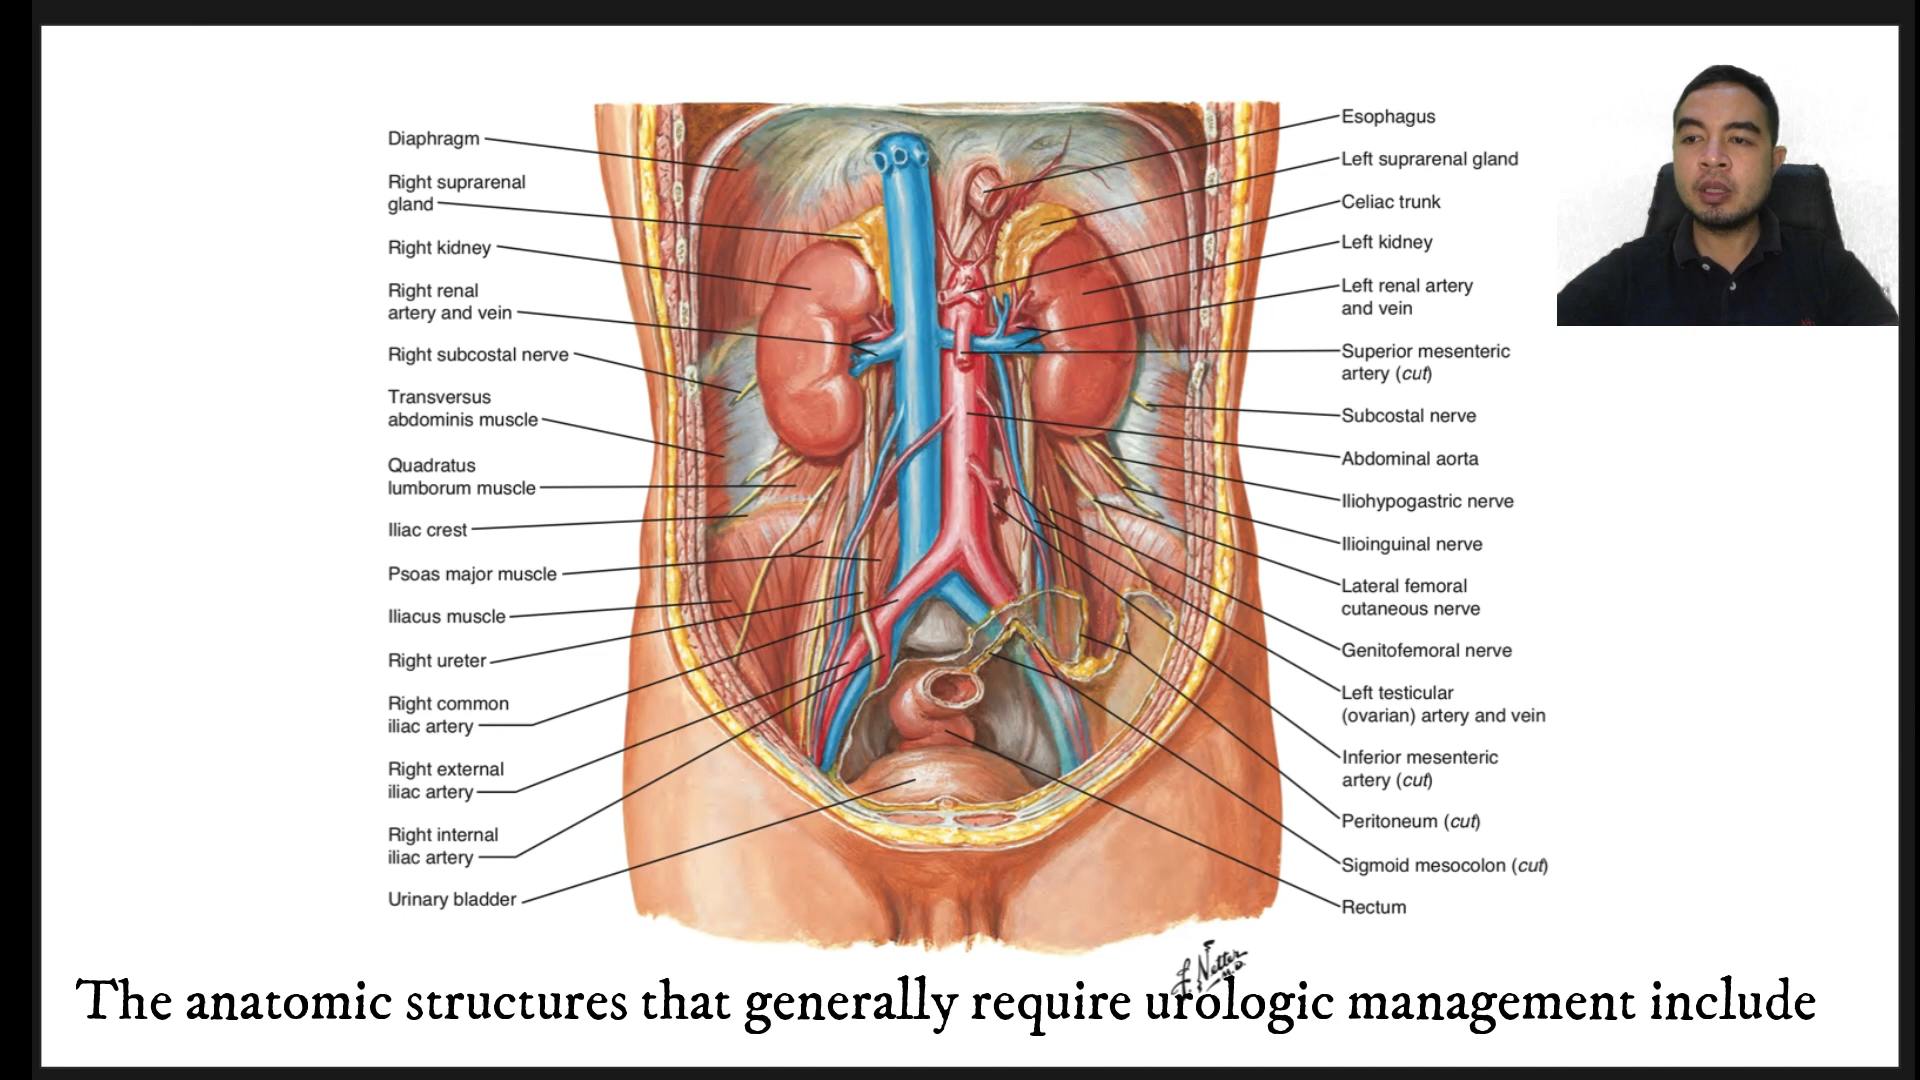 Diaphragm
Right suprarenal
gland
Right kidney
Right renal
artery and vein
Right subcostal nerve
Transversus
abdominis muscle
Quadratus
lumborum muscle
Iliac crest
Psoas major muscle
Iliacus muscle
Right ureter
Right common
iliac artery
Right external
iliac artery
Right internal
iliac artery
Urinary bladder
Esophagus
Left suprarenal gland
Celiac trunk
Left kidney
Left renal artery
and vein
Superior mesenteric
artery (cut)
Subcostal nerve
Abdominal aorta
Iliohypogastric nerve
Ilioinguinal nerve
Lateral femoral
cutaneous nerve
Genitofemoral nerve
Left testicular
(ovarian) artery and vein
Inferior mesenteric
artery (cut)
Peritoneum (cut)
Sigmoid mesocolon (cut)
Rectum
F. Netter
M.D.
The anatomic structures that generally require urologic management include